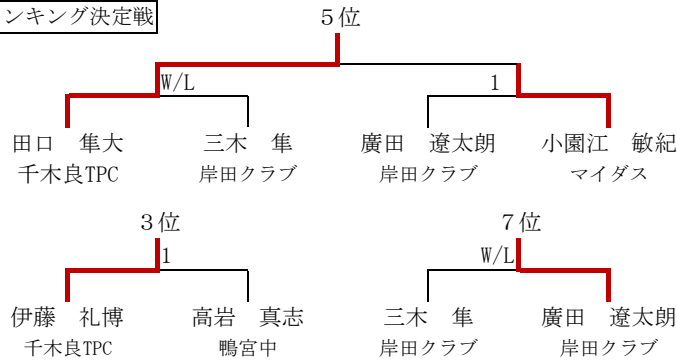 ンキング決定戦
5位
W/L
1
田口　隼大　三木　隼　廣田　遼太朗　小園江　敏紀
千木良TPC　岸田クラブ　岸田クラブ　マイダス
3位　7位
1
W/L
伊藤　礼博　高岩　真志　三木　隼　廣田　遼太朗
千木良TPC　鴨宮中　岸田クラブ　岸田クラブ